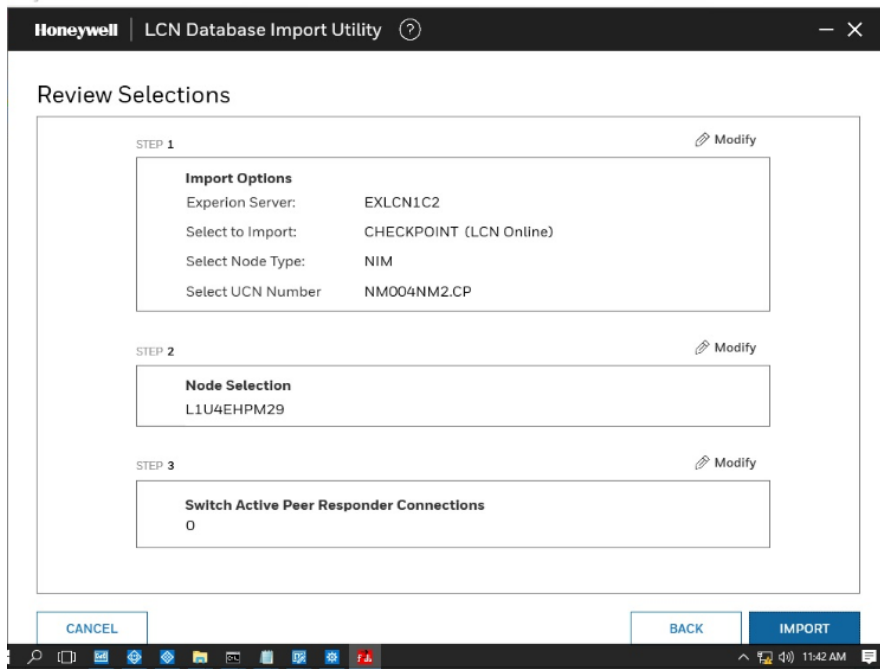 Honeywell LCN Database Import Utility ?
Review Selections
STEP 1 Modify
Import Options
Experion Server: EXLCN1C2
Select to Import: CHECKPOINT (LCN Online)
Select Node Type: NIM
Select UCN Number NM004NM2.CP
STEP 2 Modify
Node Selection
L1U4EHPM29
STEP 3 Modify
Switch Active Peer Responder Connections
0
CANCEL BACK IMPORT
11:42 AM